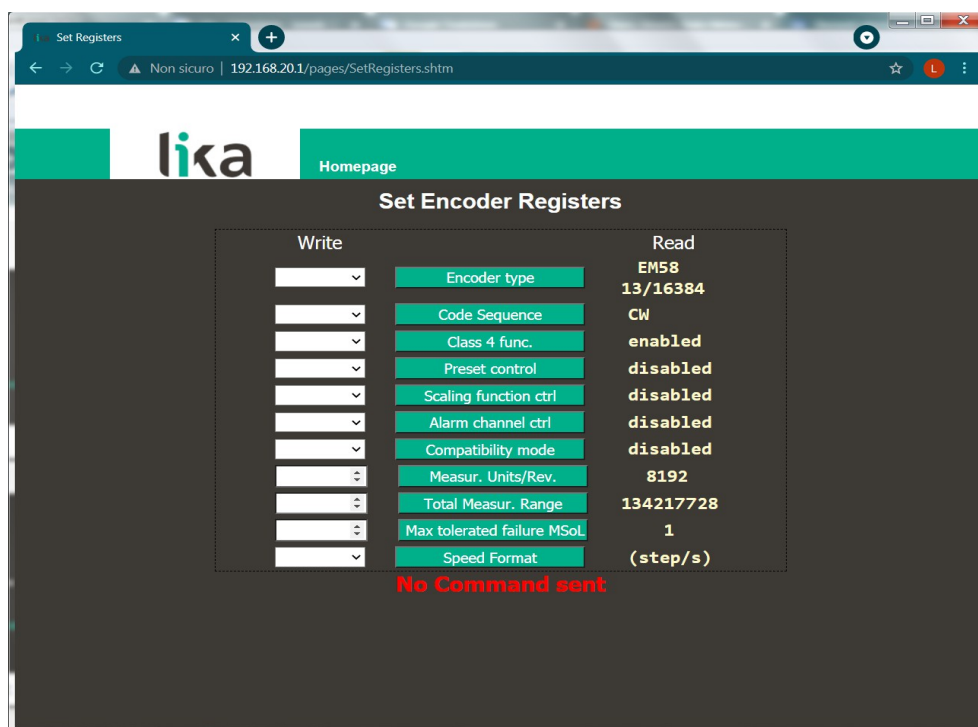 Set Registers
Non sicuro | 192.168.20.1/pages/SetRegisters.shtm
L
lika
Homepage
Set Encoder Registers
Write Read
Encoder type EM58
13/16384
Code Sequence CW
Class 4 func. enabled
Preset control disabled
Scaling function ctrl disabled
Alarm channel ctrl disabled
Compatibility mode disabled
Measur. Units/Rev. 8192
Total Measur. Range 134217728
Max tolerated failure MSoL 1
Speed Format (step/s)
No Command sent